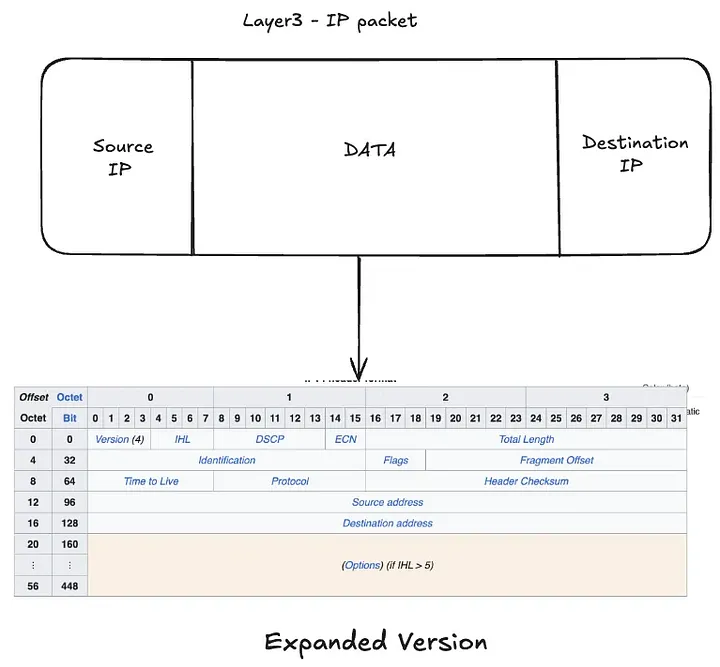 Layer3 - IP packet
Source
IP
DATA
Destination
IP
Offset Octet 0 1 2 3
Octet Bit 0 1 2 3 4 5 6 7 8 9 10 11 12 13 14 15 16 17 18 19 20 21 22 23 24 25 26 27 28 29 30 31
0 0 Version (4) IHL DSCP ECN Total Length
4 32 Identification Flags Fragment Offset
8 64 Time to Live Protocol Header Checksum
12 96 Source address
16 128 Destination address
20 160
⋮ ⋮ (Options) (if IHL > 5)
56 448
Expanded Version